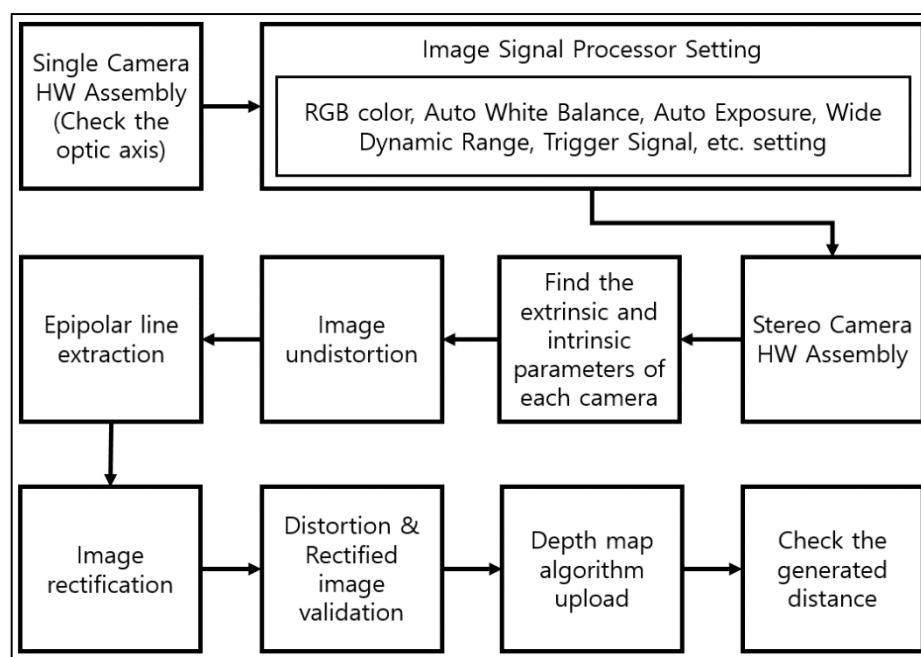 Single Camera
HW Assembly
(Check the
optic axis)
Image Signal Processor Setting
RGB color, Auto White Balance, Auto Exposure, Wide
Dynamic Range, Trigger Signal, etc. setting
Stereo Camera
HW Assembly
Find the
extrinsic and
intrinsic
parameters of
each camera
Image
undistortion
Epipolar line
extraction
Image
rectification
Distortion &
Rectified
image
validation
Depth map
algorithm
upload
Check the
generated
distance